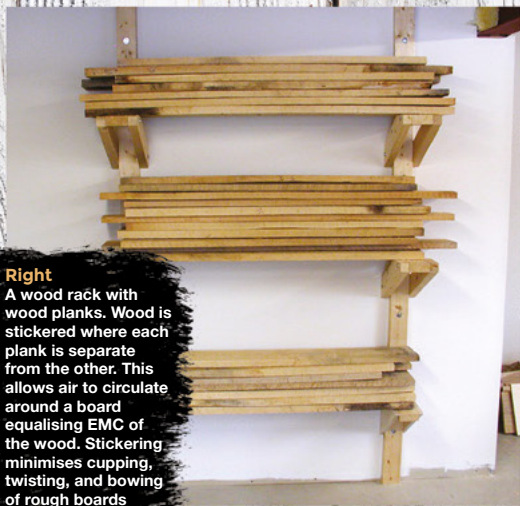 Right
A wood rack with
wood planks. Wood is
stickered where each
plank is separate
from the other. This
allows air to circulate
around a board
equalising EMC of
the wood. Stickering
minimises cupping,
twisting, and bowing
of rough boards